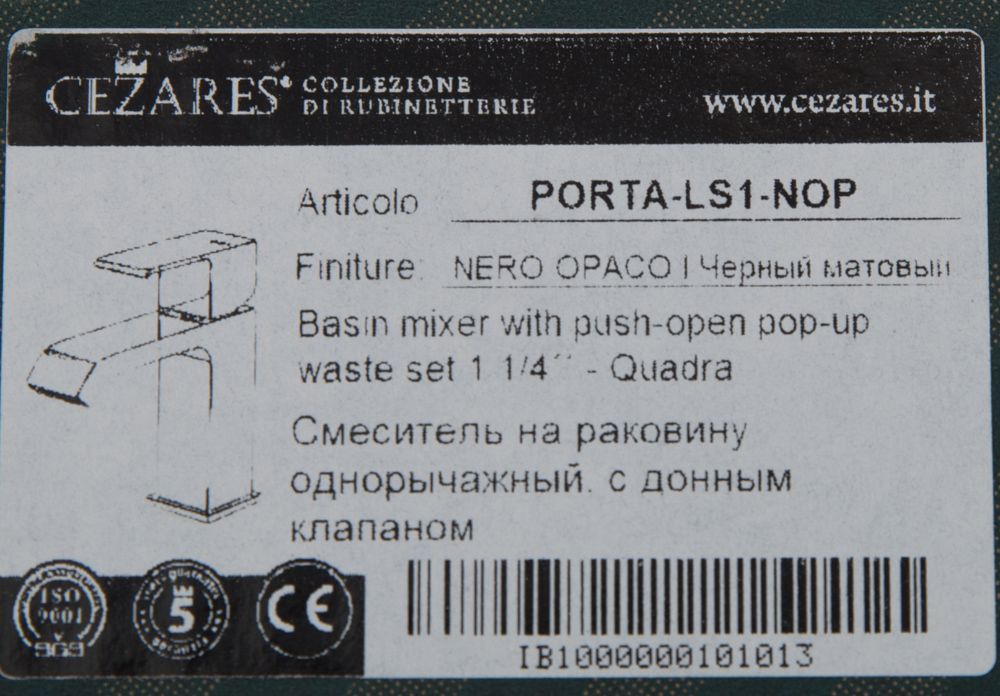 CEZARES COLLEZIONE
DI RUBINETTERIE
www.cezares.it
Articolo PORTA-LS1-NOP
Finiture: NERO OPACO | Черный матовый
Basin mixer with push-open pop-up
waste set 1 1/4´´ - Quadra
Смеситель на раковину
однорычажный, с донным
клапаном
ISO
9001
5
CE
IB1000000101013